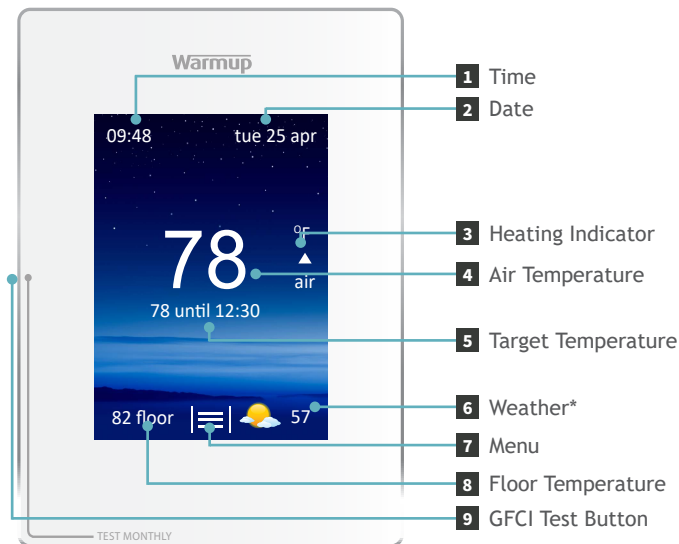 Warmup
1 Time
2 Date
09:48 tue 25 apr
3 Heating Indicator
°F
78
4 Air Temperature
air
78 until 12:30
5 Target Temperature
6 Weather*
82 floor 57
7 Menu
8 Floor Temperature
9 GFCI Test Button
TEST MONTHLY